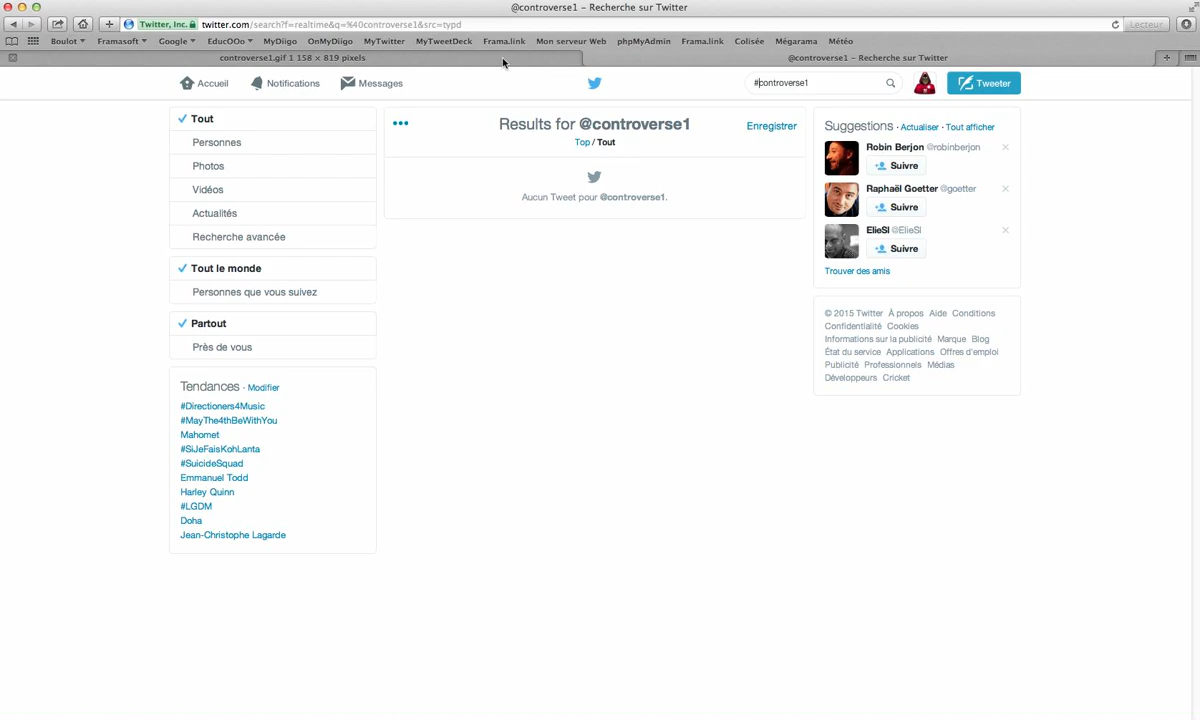 @controverse1 – Recherche sur Twitter
Twitter, Inc. twitter.com/search?f=realtime&q=%40controverse1&src=typd Lecteur
Boulot Framasoft Google EducOOo MyDiigo OnMyDiigo MyTwitter MyTweetDeck Frama.link Mon serveur Web phpMyAdmin Frama.link Colisée Mégarama Météo
controverse1.gif 1 158 × 819 pixels @controverse1 – Recherche sur Twitter
Accueil Notifications Messages #controverse1 Tweeter
Tout
Personnes
Photos
Vidéos
Actualités
Recherche avancée
Tout le monde
Personnes que vous suivez
Partout
Près de vous
Tendances · Modifier
#Directioners4Music
#MayThe4thBeWithYou
Mahomet
#SiJeFaisKohLanta
#SuicideSquad
Emmanuel Todd
Harley Quinn
#LGDM
Doha
Jean-Christophe Lagarde
Results for @controverse1 Enregistrer
Top / Tout
Aucun Tweet pour @controverse1.
Suggestions · Actualiser · Tout afficher
Robin Berjon @robinberjon
Suivre
Raphaël Goetter @goetter
Suivre
ElieSl @ElieSl
Suivre
Trouver des amis
© 2015 Twitter À propos Aide Conditions
Confidentialité Cookies
Informations sur la publicité Marque Blog
État du service Applications Offres d'emploi
Publicité Professionnels Médias
Développeurs Cricket